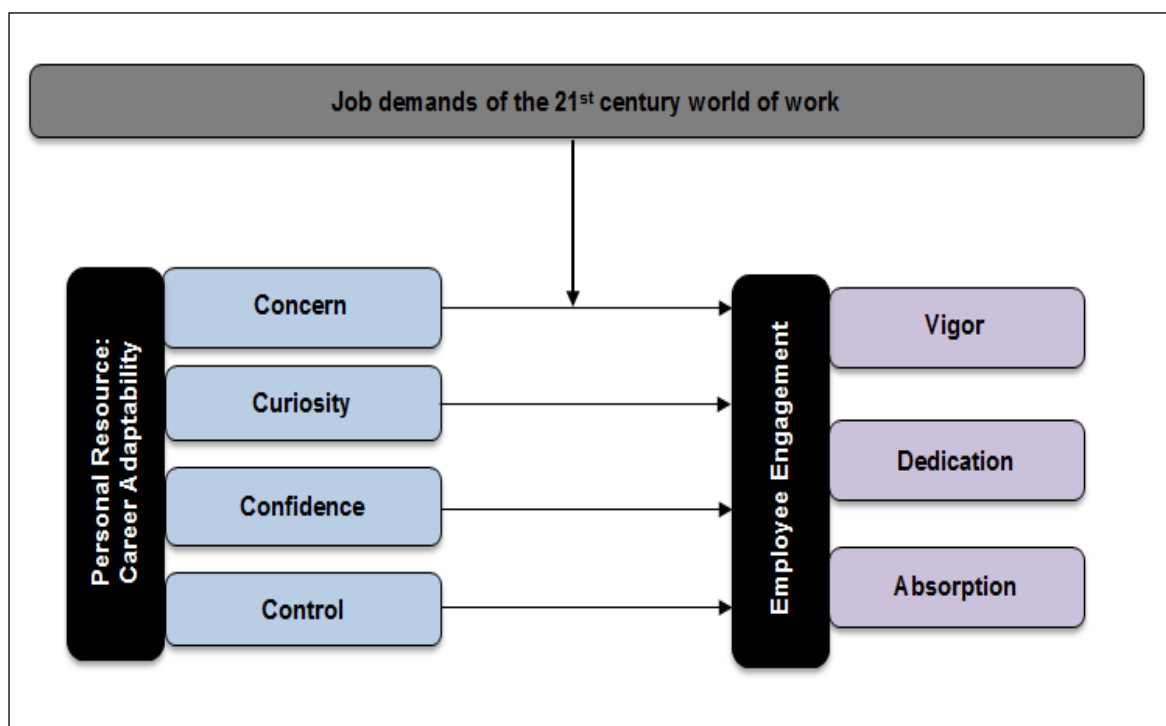 Job demands of the 21st century world of work
Personal Resource:
Career Adaptability
Concern
Curiosity
Confidence
Control
Employee Engagement
Vigor
Dedication
Absorption